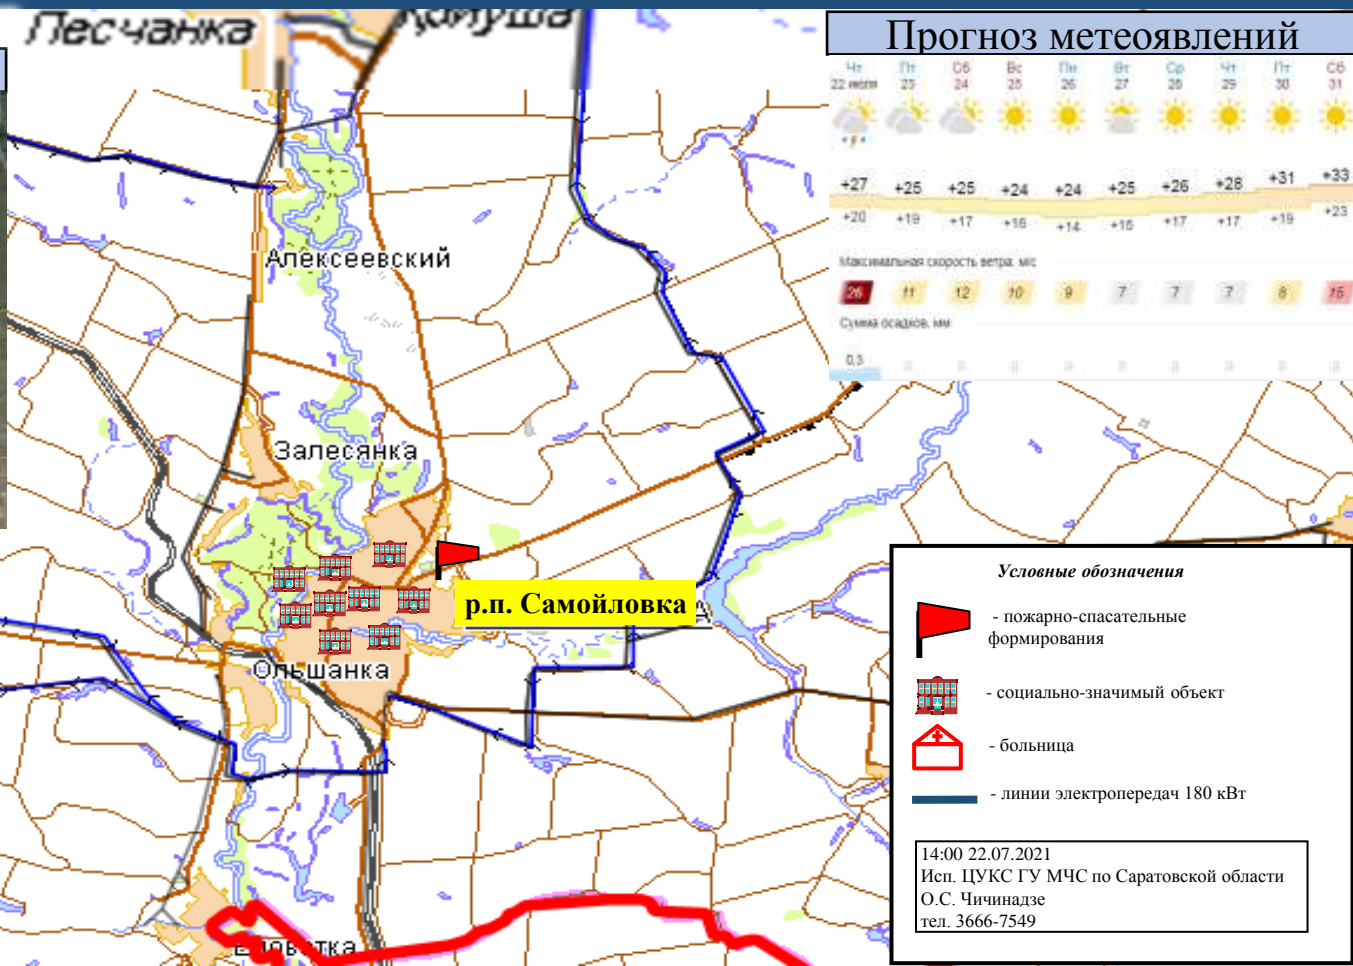 Песчанка
Прогноз метеоявлений
Чт Пт Сб Вс Пн Вт Ср Чт Пт Сб
22 июля 23 24 25 26 27 28 29 30 31
+27 +25 +25 +24 +24 +25 +26 +28 +31 +33
+20 +19 +17 +16 +14 +15 +17 +17 +19 +23
Максимальная скорость ветра, м/с
26 11 12 10 9 7 7 7 8 15
Сумма осадков, мм
0,3
Алексеевский
Залесянка
р.п. Самойловка
Ольшанка
Еловатка
Условные обозначения
- пожарно-спасательные
формирования
- социально-значимый объект
- больница
- линии электропередач 180 кВт
14:00 22.07.2021
Исп. ЦУКС ГУ МЧС по Саратовской области
О.С. Чичинадзе
тел. 3666-7549